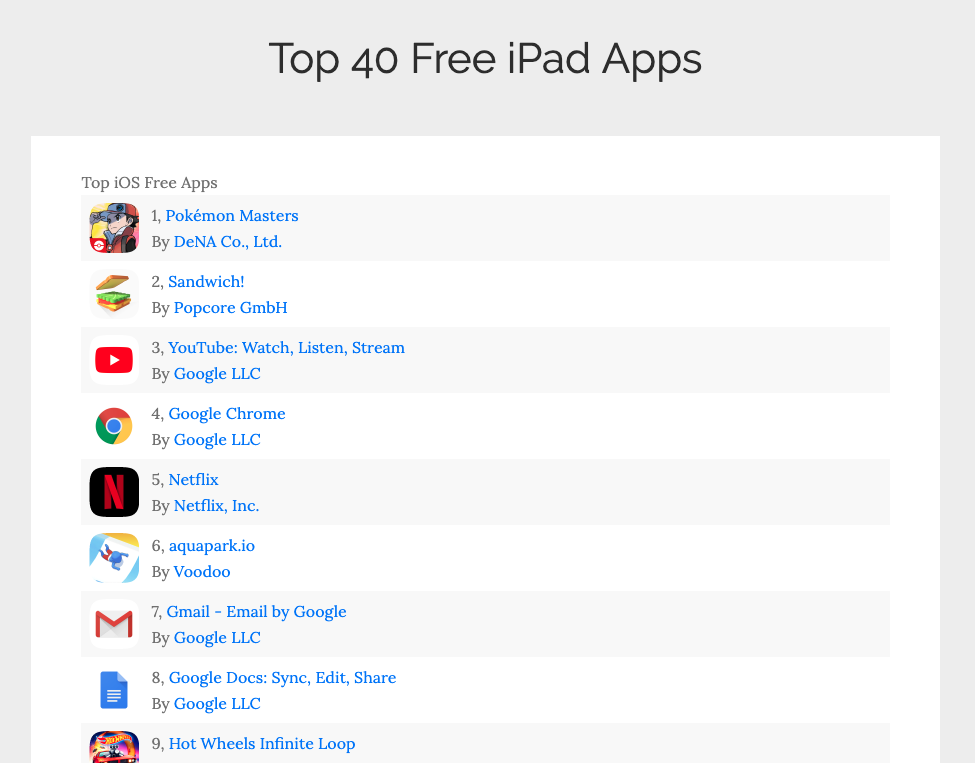 Top 40 Free iPad Apps
Top iOS Free Apps
1, Pokémon Masters
By DeNA Co., Ltd.
2, Sandwich!
By Popcore GmbH
3, YouTube: Watch, Listen, Stream
By Google LLC
4, Google Chrome
By Google LLC
5, Netflix
By Netflix, Inc.
6, aquapark.io
By Voodoo
7, Gmail - Email by Google
By Google LLC
8, Google Docs: Sync, Edit, Share
By Google LLC
9, Hot Wheels Infinite Loop